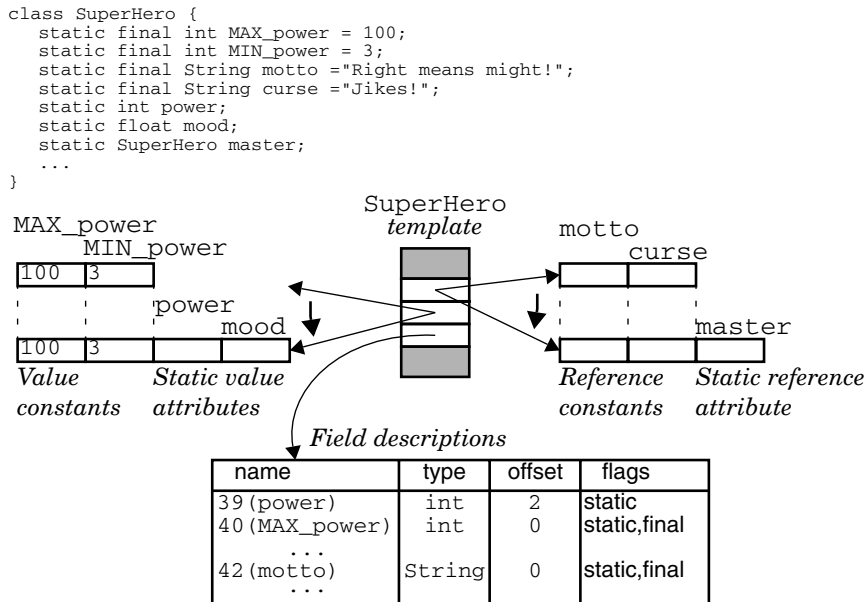 class SuperHero {
static final int MAX_power = 100;
static final int MIN_power = 3;
static final String motto ="Right means might!";
static final String curse ="Jikes!";
static int power;
static float mood;
static SuperHero master;
...
}
SuperHero
template
MAX_power
MIN_power
100 3
power
mood
100 3
Value constants
Static value attributes
motto
curse
master
Reference constants
Static reference attribute
Field descriptions
name type offset flags
39(power) int 2 static
40(MAX_power) int 0 static,final
...
42(motto) String 0 static,final
...